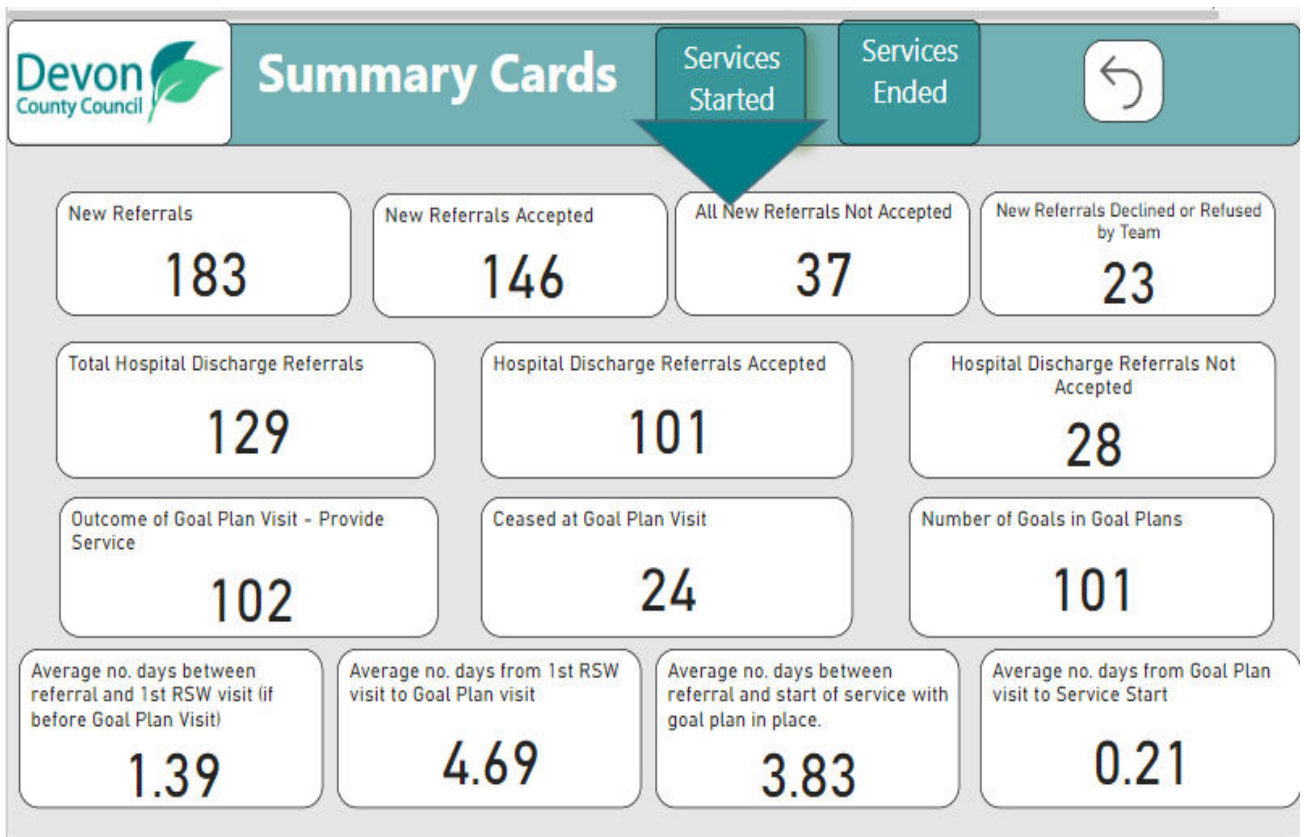 Devon
County Council
Summary Cards
Services
Started
Services
Ended
New Referrals
183
New Referrals Accepted
146
All New Referrals Not Accepted
37
New Referrals Declined or Refused
by Team
23
Total Hospital Discharge Referrals
129
Hospital Discharge Referrals Accepted
101
Hospital Discharge Referrals Not
Accepted
28
Outcome of Goal Plan Visit - Provide
Service
102
Ceased at Goal Plan Visit
24
Number of Goals in Goal Plans
101
Average no. days between
referral and 1st RSW visit (if
before Goal Plan Visit)
1.39
Average no. days from 1st RSW
visit to Goal Plan visit
4.69
Average no. days between
referral and start of service with
goal plan in place.
3.83
Average no. days from Goal Plan
visit to Service Start
0.21